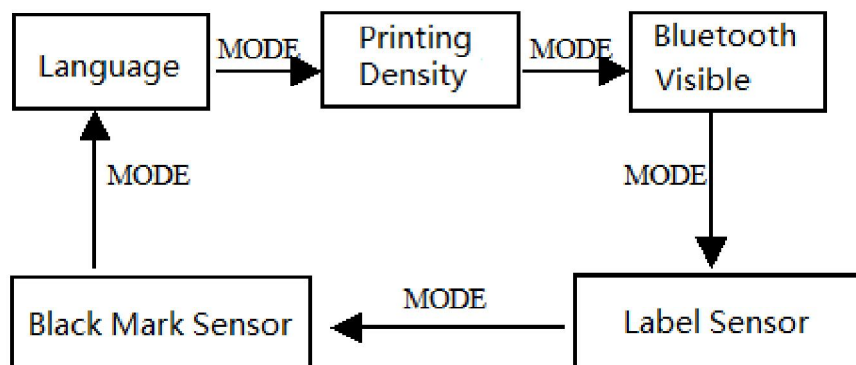 Language
MODE
Printing
Density
MODE
Bluetooth
Visible
MODE
MODE
Black Mark Sensor
MODE
Label Sensor